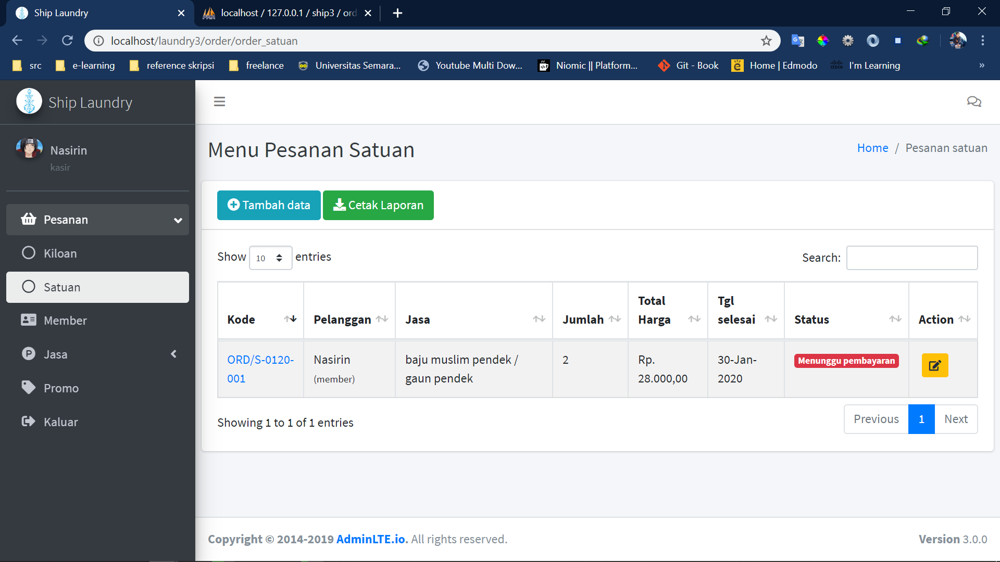 Ship Laundry
localhost / 127.0.0.1 / ship3 / ord
localhost/laundry3/order/order_satuan
src
e-learning
reference skripsi
freelance
Universitas Semara...
Youtube Multi Dow...
Niomic || Platform...
Git - Book
Home | Edmodo
I'm Learning
»
Ship Laundry
Nasirin
kasir
Pesanan
Kiloan
Satuan
Member
Jasa
Promo
Kaluar
Menu Pesanan Satuan
Home / Pesanan satuan
Tambah data
Cetak Laporan
Show 10 entries
Search:
Kode
Pelanggan
Jasa
Jumlah
Total
Harga
Tgl
selesai
Status
Action
ORD/S-0120-
001
Nasirin
(member)
baju muslim pendek /
gaun pendek
2
Rp.
28.000,00
30-Jan-
2020
Menunggu pembayaran
Showing 1 to 1 of 1 entries
Previous 1 Next
Copyright © 2014-2019 AdminLTE.io. All rights reserved.
Version 3.0.0